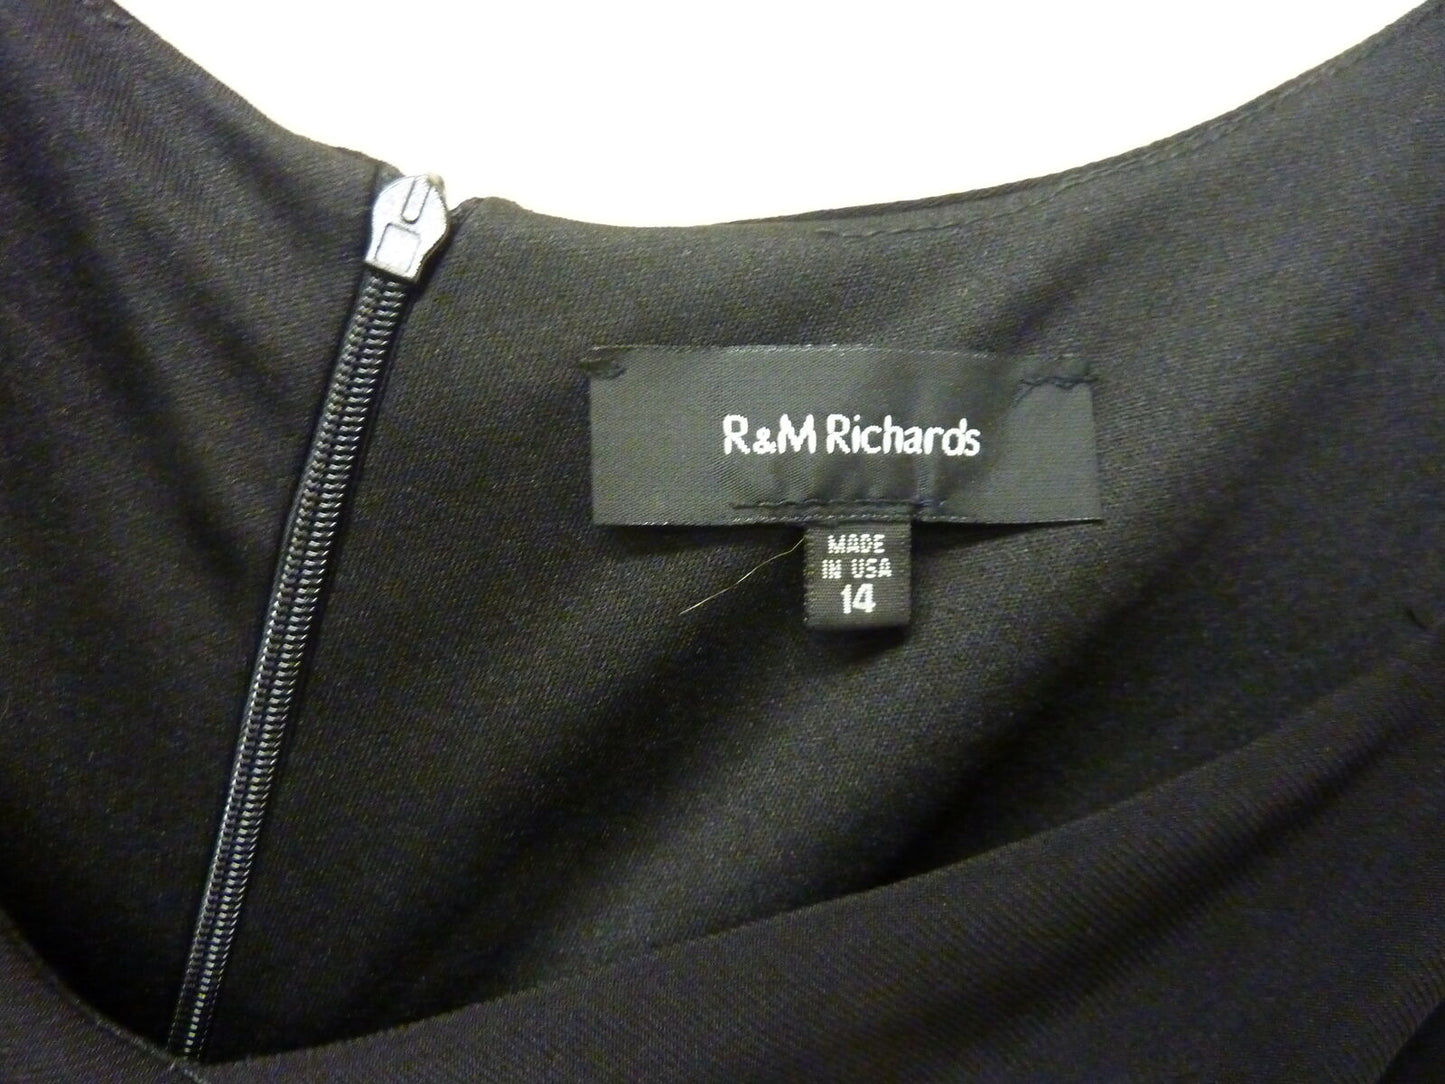 R&M Richards
MADE
IN USA
14